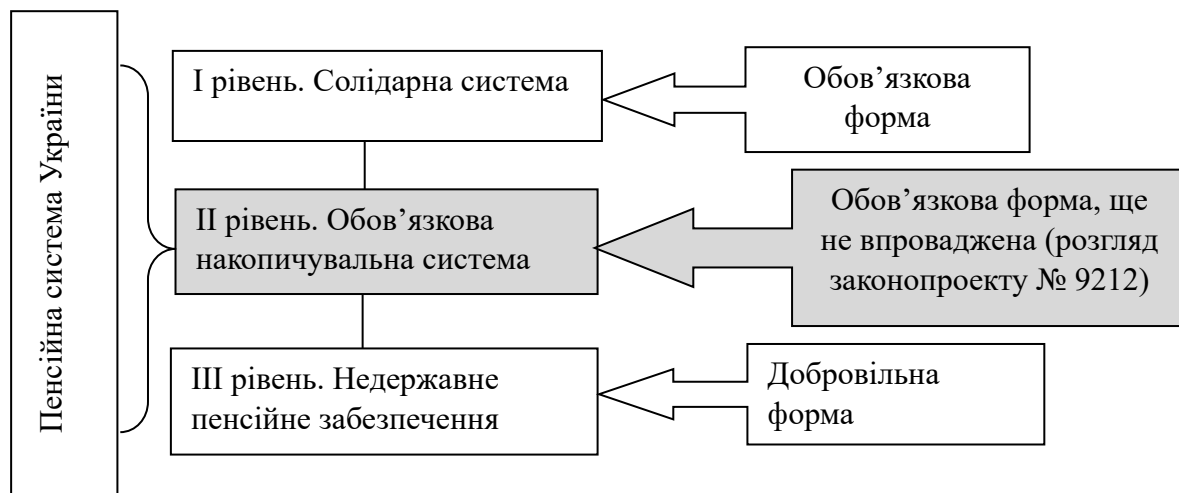 Пенсійна система України
І рівень. Солідарна система
Обов’язкова
форма
ІІ рівень. Обов’язкова
накопичувальна система
Обов’язкова форма, ще
не впроваджена (розгляд
законопроекту № 9212)
ІІІ рівень. Недержавне
пенсійне забезпечення
Добровільна
форма